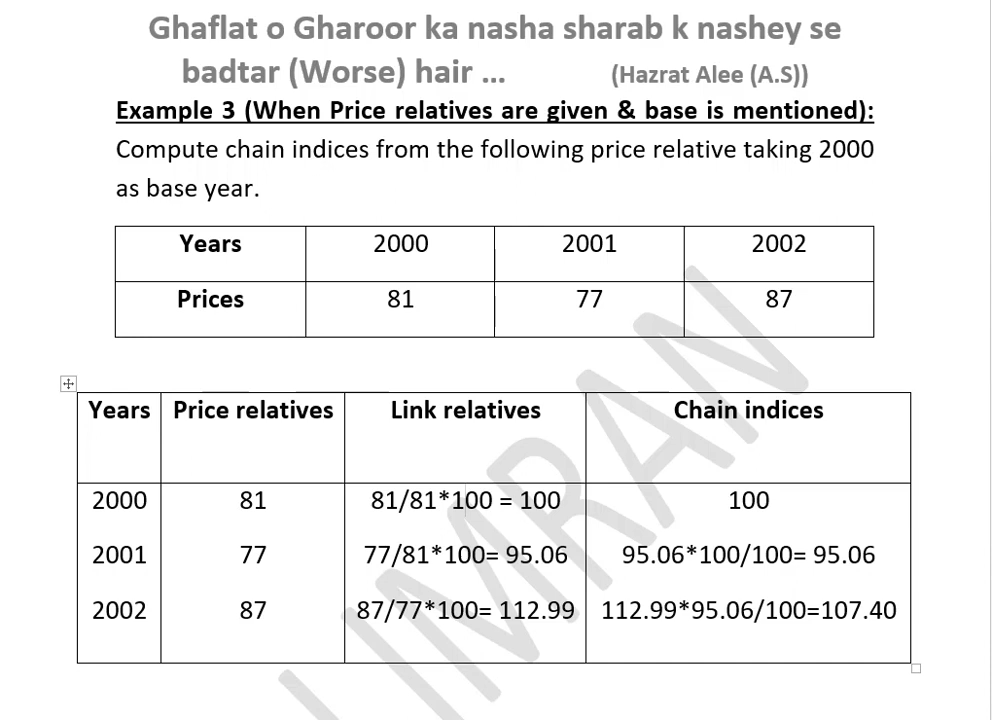 Ghaflat o Gharoor ka nasha sharab k nashey se
badtar (Worse) hair ... (Hazrat Alee (A.S))
Example 3 (When Price relatives are given & base is mentioned):
Compute chain indices from the following price relative taking 2000
as base year.
Years 2000 2001 2002
Prices 81 77 87
Years Price relatives Link relatives Chain indices
2000 81 81/81*100 = 100 100
2001 77 77/81*100= 95.06 95.06*100/100= 95.06
2002 87 87/77*100= 112.99 112.99*95.06/100=107.40
IMRAN